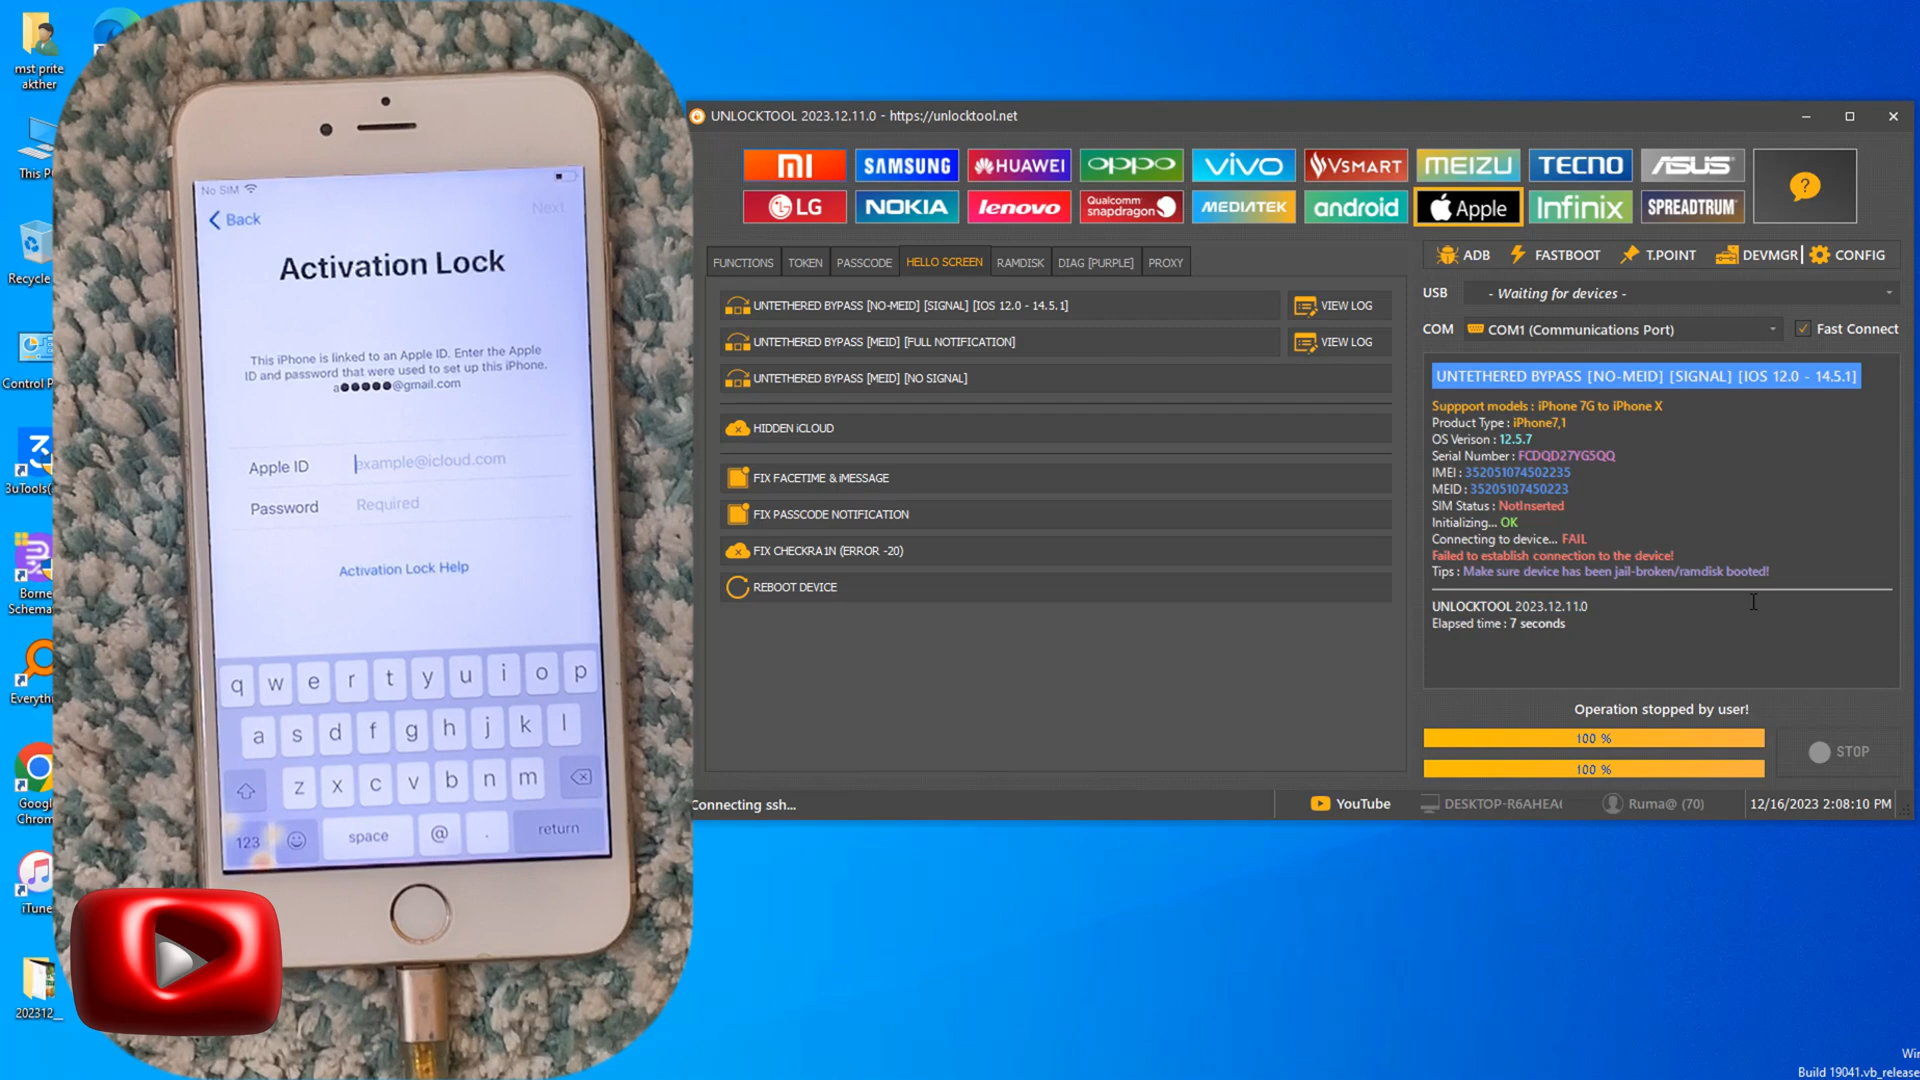 mst prite
akther
This P
Recycle
Control P
3uTools(
Borne
Schema
Everyth
Google
Chrom
iTune
202312__
No SIM
Back
Next
Activation Lock
This iPhone is linked to an Apple ID. Enter the Apple
ID and password that were used to set up this iPhone.
a●●●●●@gmail.com
Apple ID example@icloud.com
Password Required
Activation Lock Help
q w e r t y u i o p
a s d f g h j k l
z x c v b n m
123 space @ . return
UNLOCKTOOL 2023.12.11.0 - https://unlocktool.net
MI SAMSUNG HUAWEI oppo vivo VSMART MEIZU TECNO ASUS
LG NOKIA lenovo Qualcomm snapdragon MEDIATEK android Apple Infinix SPREADTRUM
?
FUNCTIONS TOKEN PASSCODE HELLO SCREEN RAMDISK DIAG [PURPLE] PROXY
UNTETHERED BYPASS [NO-MEID] [SIGNAL] [IOS 12.0 - 14.5.1] VIEW LOG
UNTETHERED BYPASS [MEID] [FULL NOTIFICATION] VIEW LOG
UNTETHERED BYPASS [MEID] [NO SIGNAL]
HIDDEN iCLOUD
FIX FACETIME & iMESSAGE
FIX PASSCODE NOTIFICATION
FIX CHECKRA1N (ERROR -20)
REBOOT DEVICE
ADB FASTBOOT T.POINT DEVMGR CONFIG
USB - Waiting for devices -
COM COM1 (Communications Port) Fast Connect
UNTETHERED BYPASS [NO-MEID] [SIGNAL] [IOS 12.0 - 14.5.1]
Suppport models : iPhone 7G to iPhone X
Product Type : iPhone7,1
OS Verison : 12.5.7
Serial Number : FCDQD27YG5QQ
IMEI : 352051074502235
MEID : 35205107450223
SIM Status : NotInserted
Initializing... OK
Connecting to device... FAIL
Failed to establish connection to the device!
Tips : Make sure device has been jail-broken/ramdisk booted!
UNLOCKTOOL 2023.12.11.0
Elapsed time : 7 seconds
Operation stopped by user!
100 %
100 %
STOP
Connecting ssh...
YouTube
DESKTOP-R6AHEA
Ruma@ (70)
12/16/2023 2:08:10 PM
Wir
Build 19041.vb_release